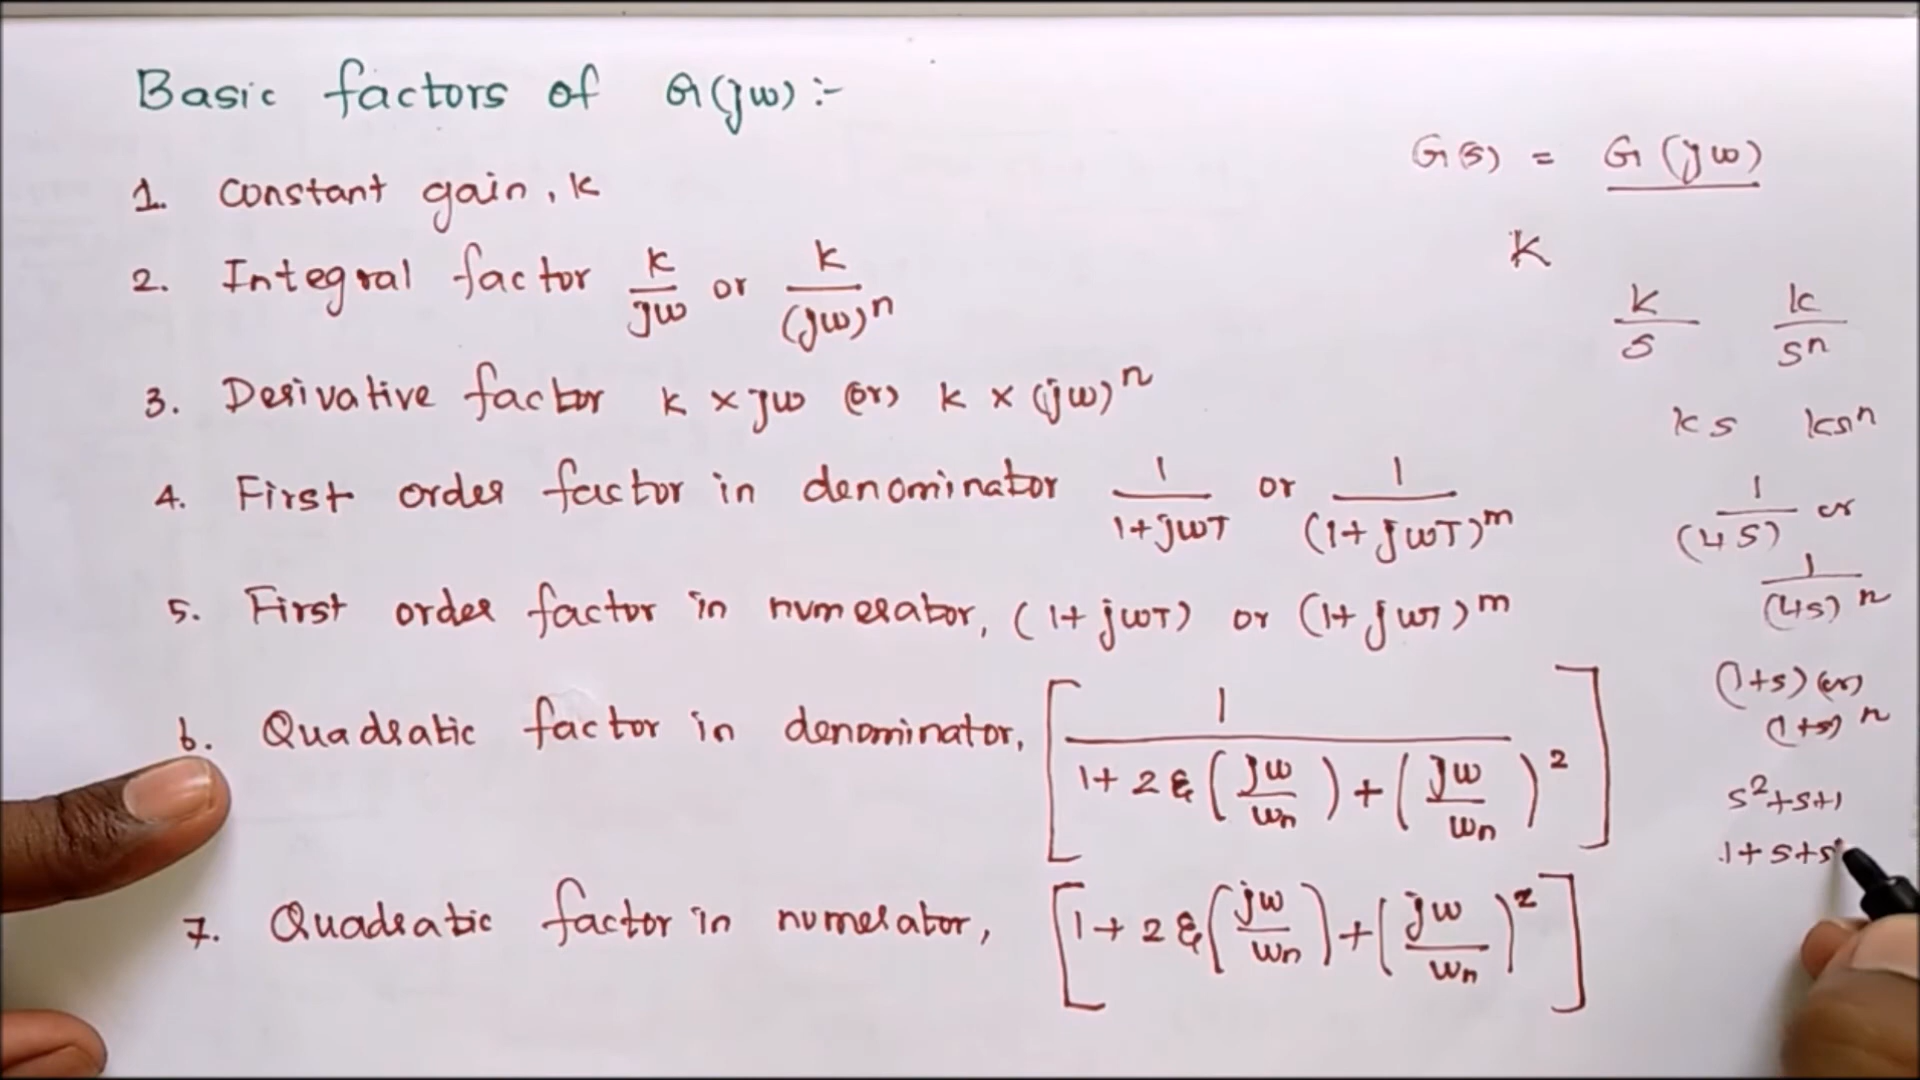 Basic factors of G(jω) :-
G(s) = G(jω)
1. constant gain, k
K
2. Integral factor k/jω or k/(jω)ⁿ
k/s k/sⁿ
3. Derivative factor k × jω (or) k × (jω)ⁿ
ks ksⁿ
4. First order factor in denominator 1/1+jωT or 1/(1+jωT)ᵐ
1/(1+s) or
1/(1+s)ⁿ
5. First order factor in numerator, (1+jωT) or (1+jωT)ᵐ
(1+s) (or)
(1+s)ⁿ
6. Quadratic factor in denominator, [1/1+2ξ(jω/ωn)+(jω/ωn)²]
s²+s+1
1+s+s
7. Quadratic factor in numerator, [1+2ξ(jω/ωn)+(jω/ωn)²]